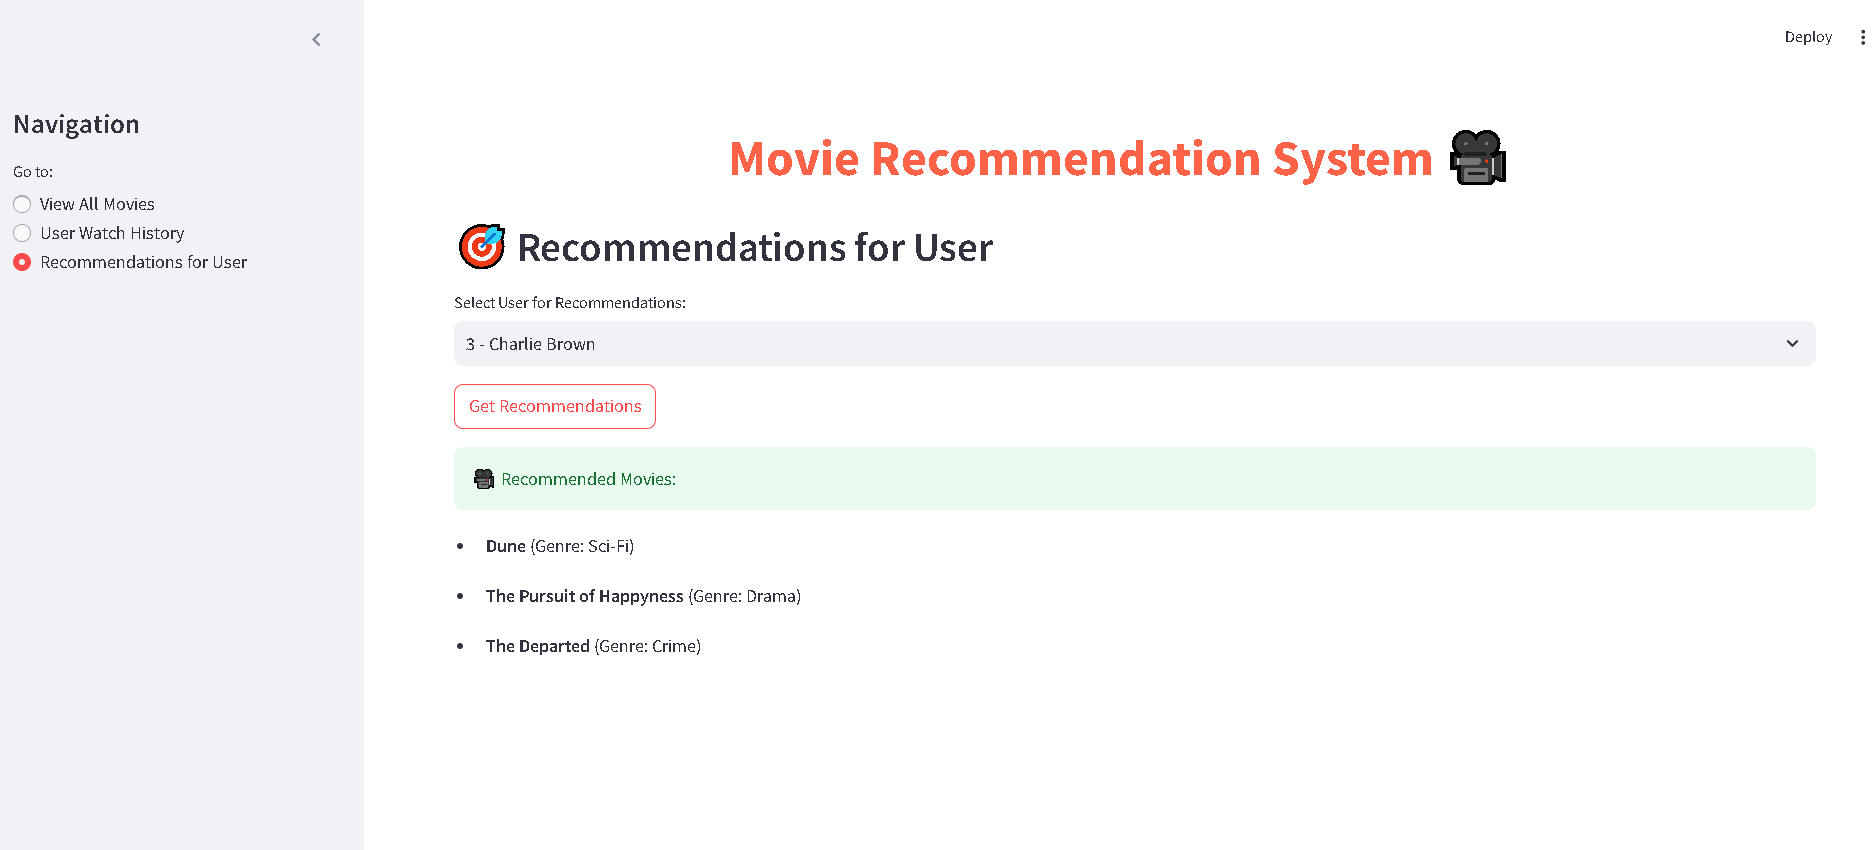 Deploy
Navigation
Go to:
View All Movies
User Watch History
Recommendations for User
Movie Recommendation System
Recommendations for User
Select User for Recommendations:
3 - Charlie Brown
Get Recommendations
Recommended Movies:
Dune (Genre: Sci-Fi)
The Pursuit of Happyness (Genre: Drama)
The Departed (Genre: Crime)